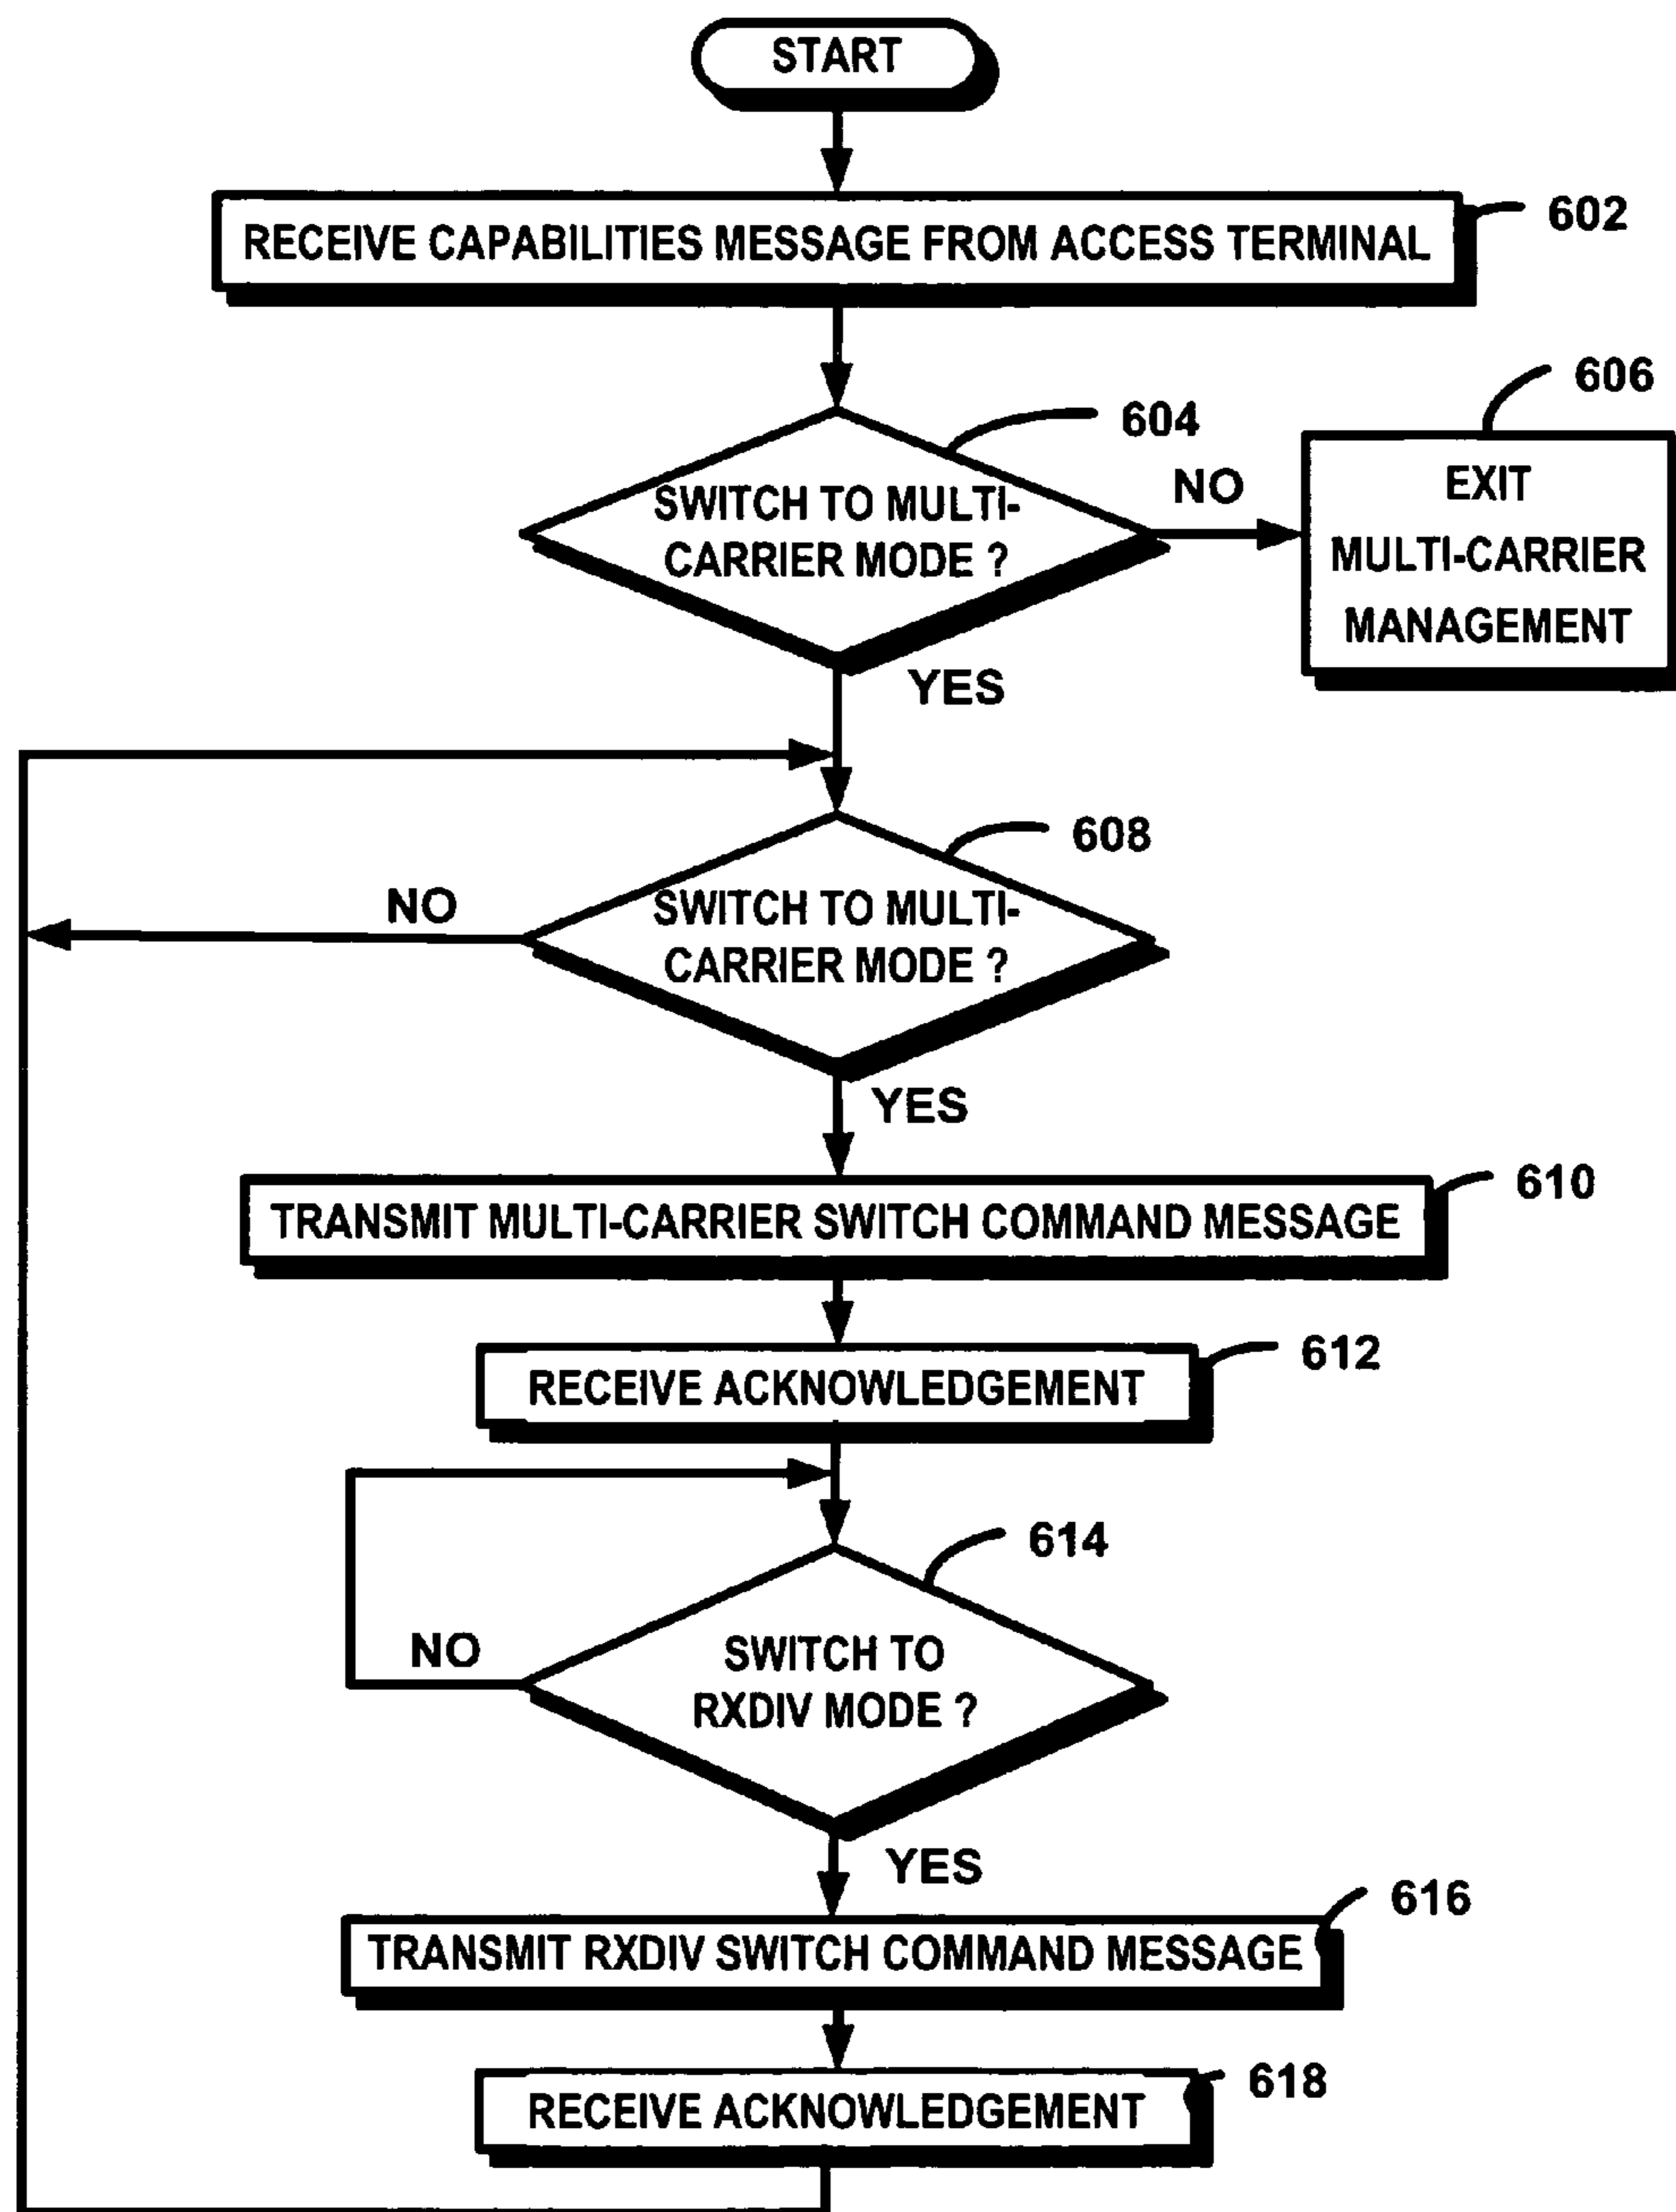 START
RECEIVE CAPABILITIES MESSAGE FROM ACCESS TERMINAL
602
604
SWITCH TO MULTI-
CARRIER MODE ?
NO
606
EXIT
MULTI-CARRIER
MANAGEMENT
YES
608
SWITCH TO MULTI-
CARRIER MODE ?
NO
YES
610
TRANSMIT MULTI-CARRIER SWITCH COMMAND MESSAGE
612
RECEIVE ACKNOWLEDGEMENT
614
SWITCH TO
RXDIV MODE ?
NO
YES
616
TRANSMIT RXDIV SWITCH COMMAND MESSAGE
618
RECEIVE ACKNOWLEDGEMENT